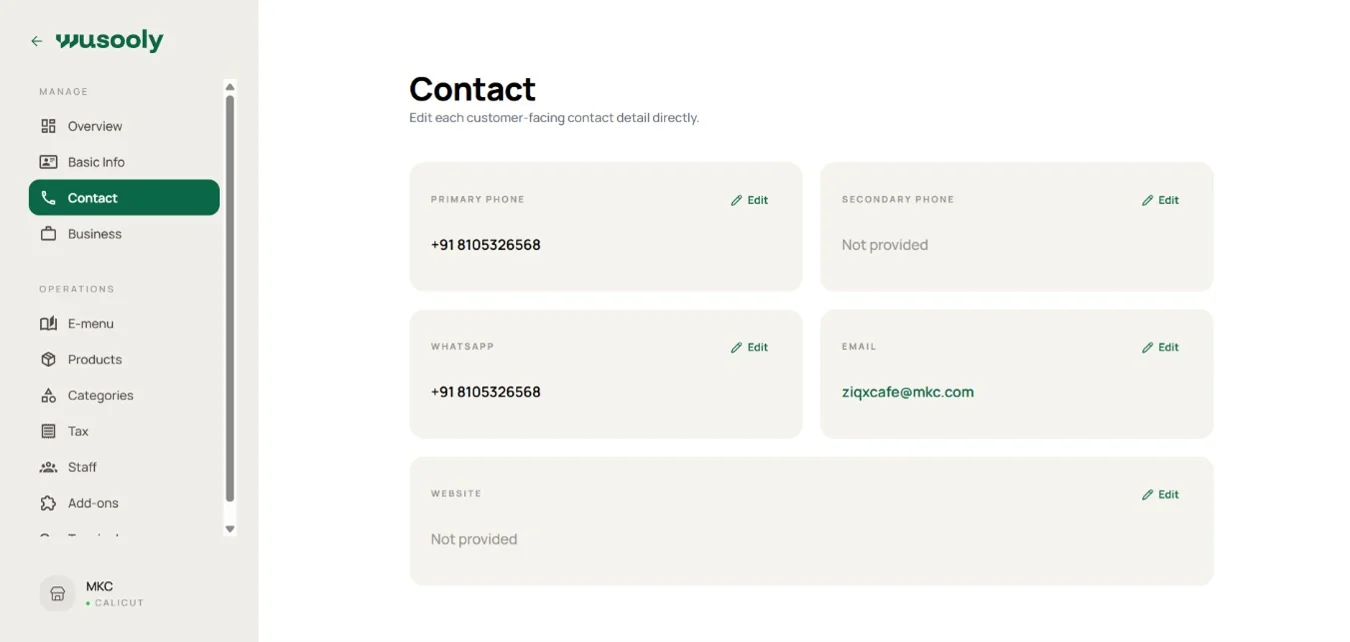 wusooly
MANAGE
Overview
Basic Info
Contact
Business
OPERATIONS
E-menu
Products
Categories
Tax
Staff
Add-ons
MKC
CALICUT
Contact
Edit each customer-facing contact detail directly.
PRIMARY PHONE Edit
+91 8105326568
SECONDARY PHONE Edit
Not provided
WHATSAPP Edit
+91 8105326568
EMAIL Edit
ziqxcafe@mkc.com
WEBSITE Edit
Not provided